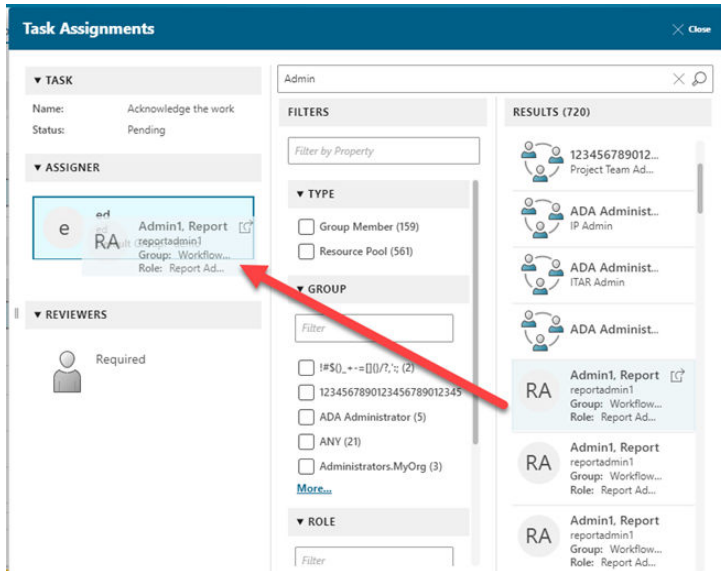 Task Assignments
Close
TASK
Name: Acknowledge the work
Status: Pending
ASSIGNER
e
ed
RA
Admin1, Report
reportadmin1
Group: Workflow...
Role: Report Ad...
REVIEWERS
Required
Admin
FILTERS
Filter by Property
TYPE
Group Member (159)
Resource Pool (561)
GROUP
Filter
!#$()_+-=[]()/?,':; (2)
1234567890123456789012345
ADA Administrator (5)
ANY (21)
Administrators.MyOrg (3)
More...
ROLE
Filter
RESULTS (720)
123456789012...
Project Team Ad...
ADA Administ...
IP Admin
ADA Administ...
ITAR Admin
ADA Administ...
RA
Admin1, Report
reportadmin1
Group: Workflow...
Role: Report Ad...
RA
Admin1, Report
reportadmin1
Group: Workflow...
Role: Report Ad...
RA
Admin1, Report
reportadmin1
Group: Workflow...
Role: Report Ad...